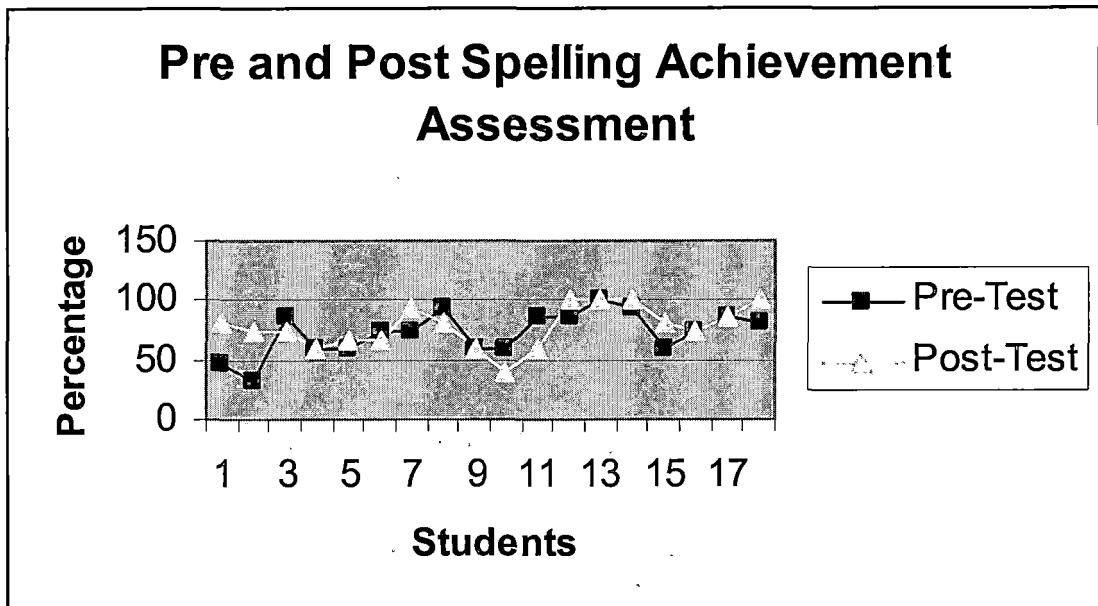 Pre and Post Spelling Achievement
Assessment
Percentage
150
100
50
0
1 3 5 7 9 11 13 15 17
Students
Pre-Test
Post-Test